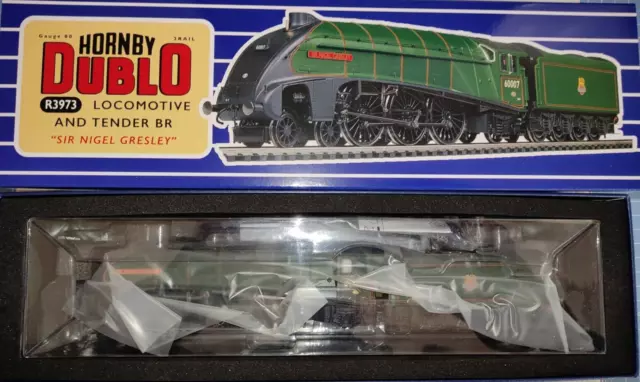 Gauge 00
3 RAIL
HORNBY
DUBLO
R3973
LOCOMOTIVE
AND TENDER BR
"SIR NIGEL GRESLEY"
60007